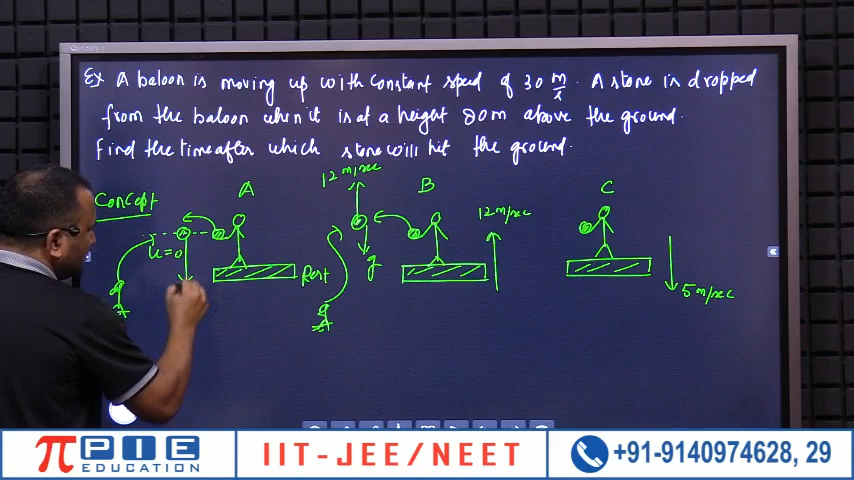 Ex A baloon is moving up with constant speed of 30 m/s. A stone is dropped
from the baloon when it is at a height 80m above the ground.
Find the time after which stone will hit the ground.
Concept
A
12 m/sec
B
12 m/sec
C
u=0
Rest
g
5 m/sec
π PIE EDUCATION
IIT-JEE/NEET
+91-9140974628, 29